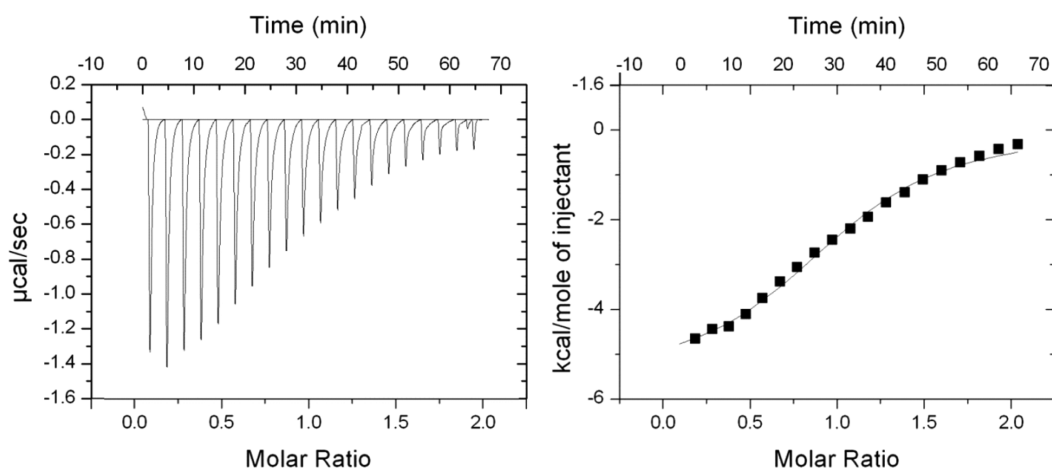 Time (min)
-10 0 10 20 30 40 50 60 70
0.2
0.0
-0.2
-0.4
-0.6
-0.8
-1.0
-1.2
-1.4
-1.6
µcal/sec
0.0 0.5 1.0 1.5 2.0
Molar Ratio
Time (min)
-10 0 10 20 30 40 50 60 70
-1.6
0
-2
-4
-6
kcal/mole of injectant
0.0 0.5 1.0 1.5 2.0
Molar Ratio